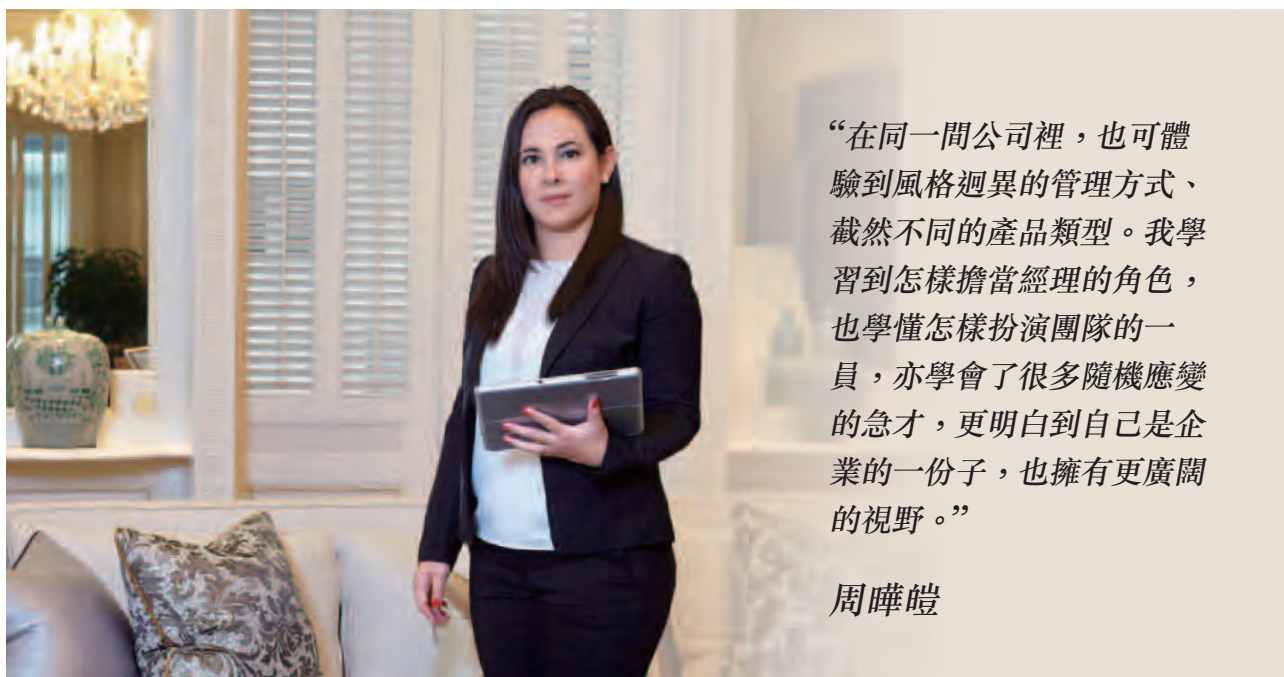 “在同一間公司裡，也可體
驗到風格迥異的管理方式、
截然不同的產品類型。我學
習到怎樣擔當經理的角色，
也學懂怎樣扮演團隊的一
員，亦學會了很多隨機應變
的急才，更明白到自己是企
業的一份子，也擁有更廣闊
的視野。”
周曄皚